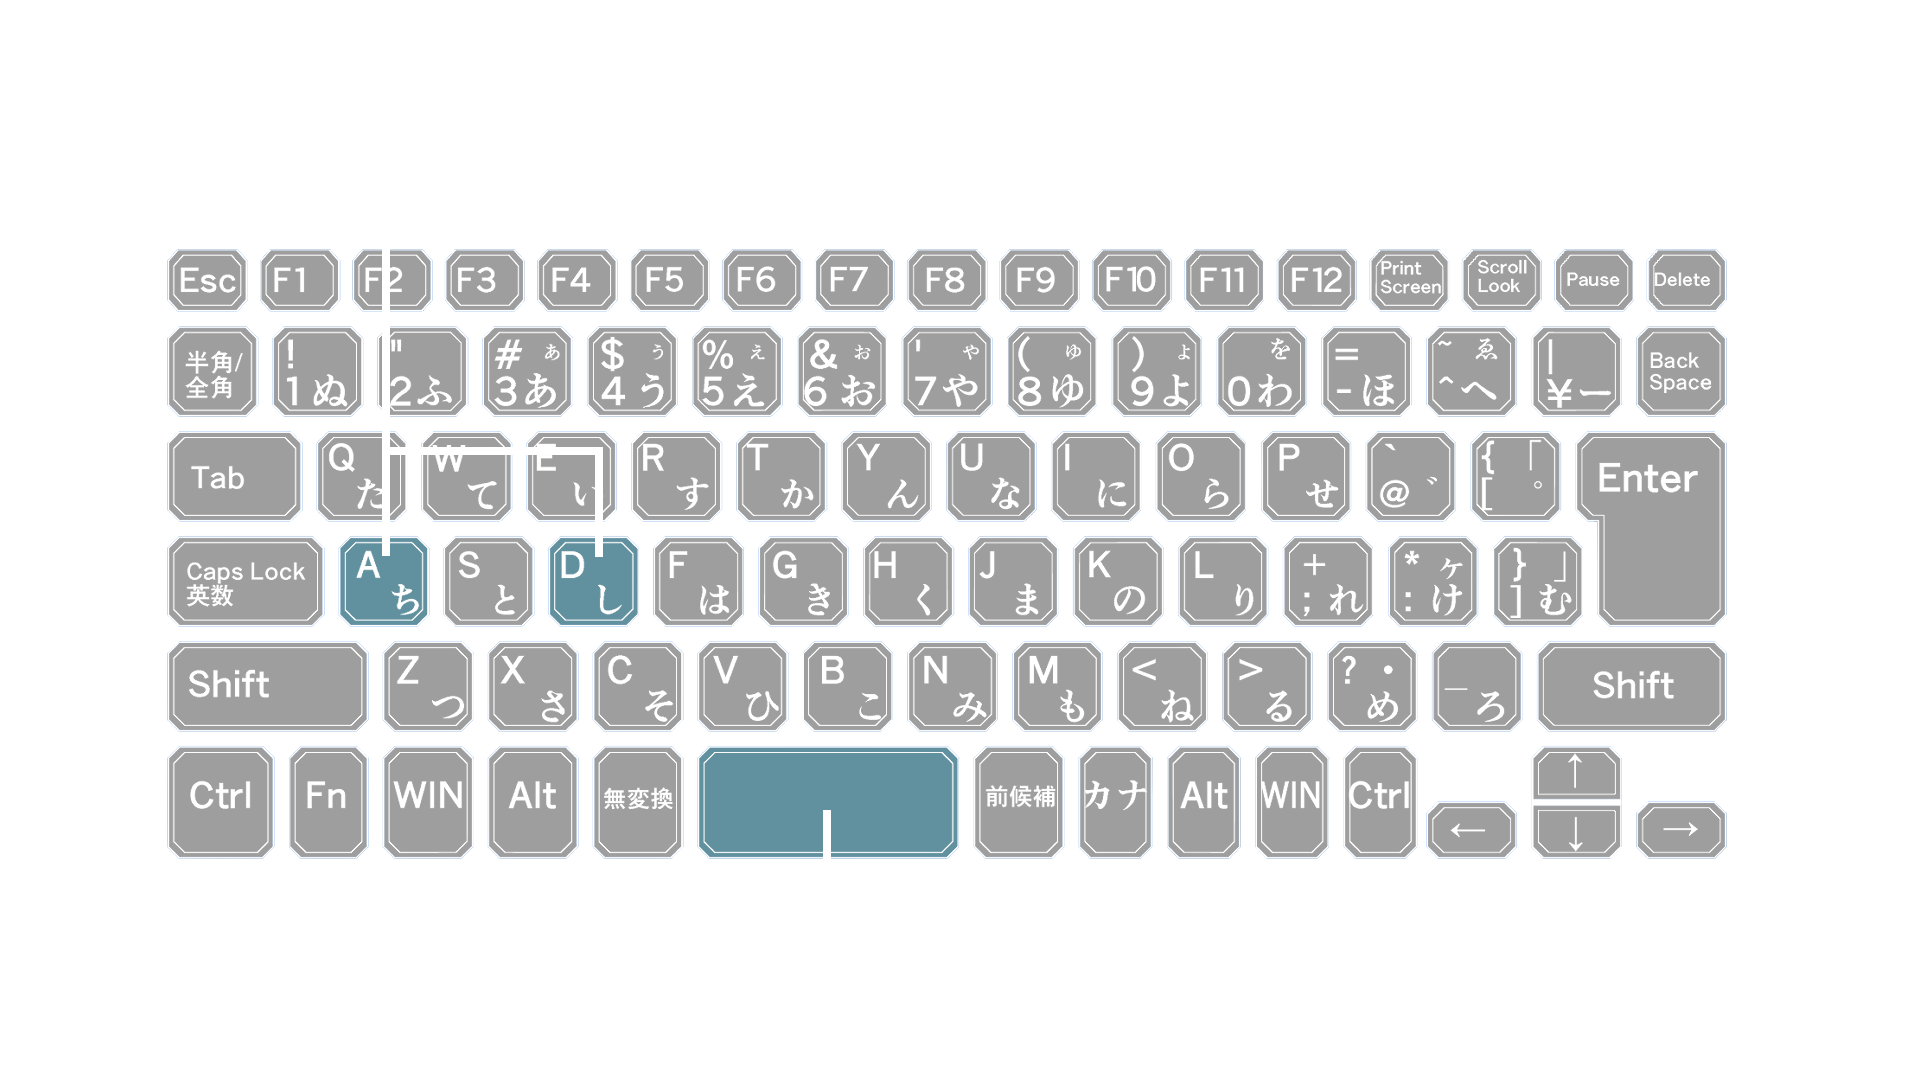 Esc F1 F2 F3 F4 F5 F6 F7 F8 F9 F10 F11 F12 Print Screen Scroll Look Pause Delete
半角/全角 ! 1 ぬ " 2 ふ # ぁ 3 あ $ ぅ 4 う % ぇ 5 え & ぉ 6 お ' ゃ 7 や ( ゅ 8 ゆ ) ょ 9 よ を 0 わ = - ほ ~ ゑ ^ へ | ¥ ー Back Space
Tab Q た W て E い R す T か Y ん U な I に O ら P せ ` @ ゛ { 「 [ ゜ Enter
Caps Lock 英数 A ち S と D し F は G き H く J ま K の L り + ; れ * ヶ : け } 」 ] む
Shift Z つ X さ C そ V ひ B こ N み M も < ね > る ? ・ め _ ろ Shift
Ctrl Fn WIN Alt 無変換 前候補 カナ Alt WIN Ctrl ← ↑ ↓ →